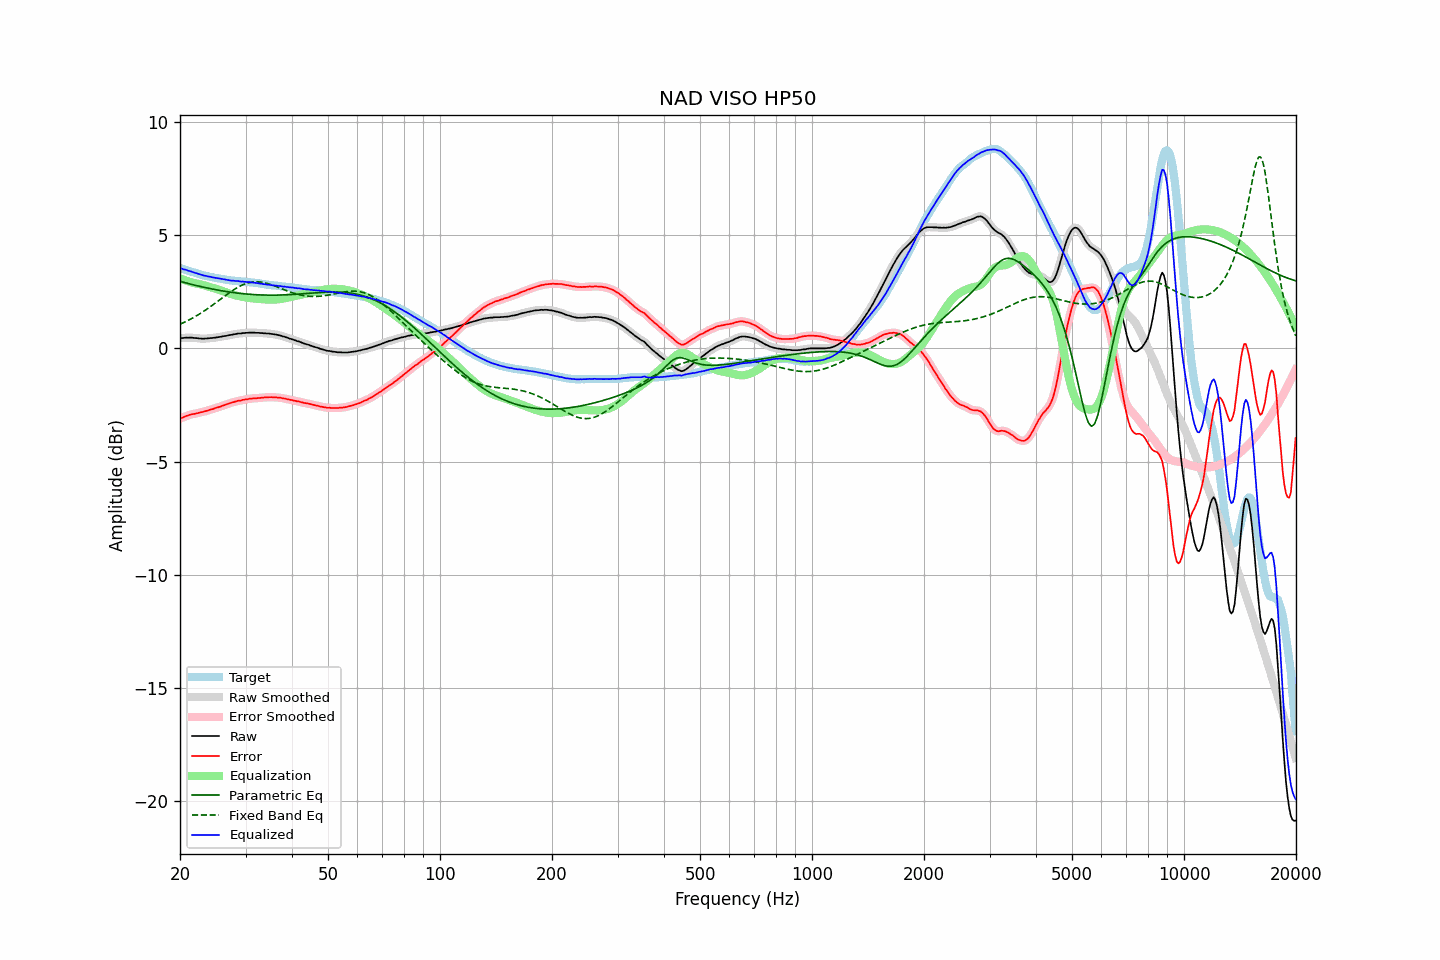 NAD VISO HP50
10
5
0
−5
−10
−15
−20
Amplitude (dBr)
Target
Raw Smoothed
Error Smoothed
Raw
Error
Equalization
Parametric Eq
Fixed Band Eq
Equalized
20 50 100 200 500 1000 2000 5000 10000 20000
Frequency (Hz)